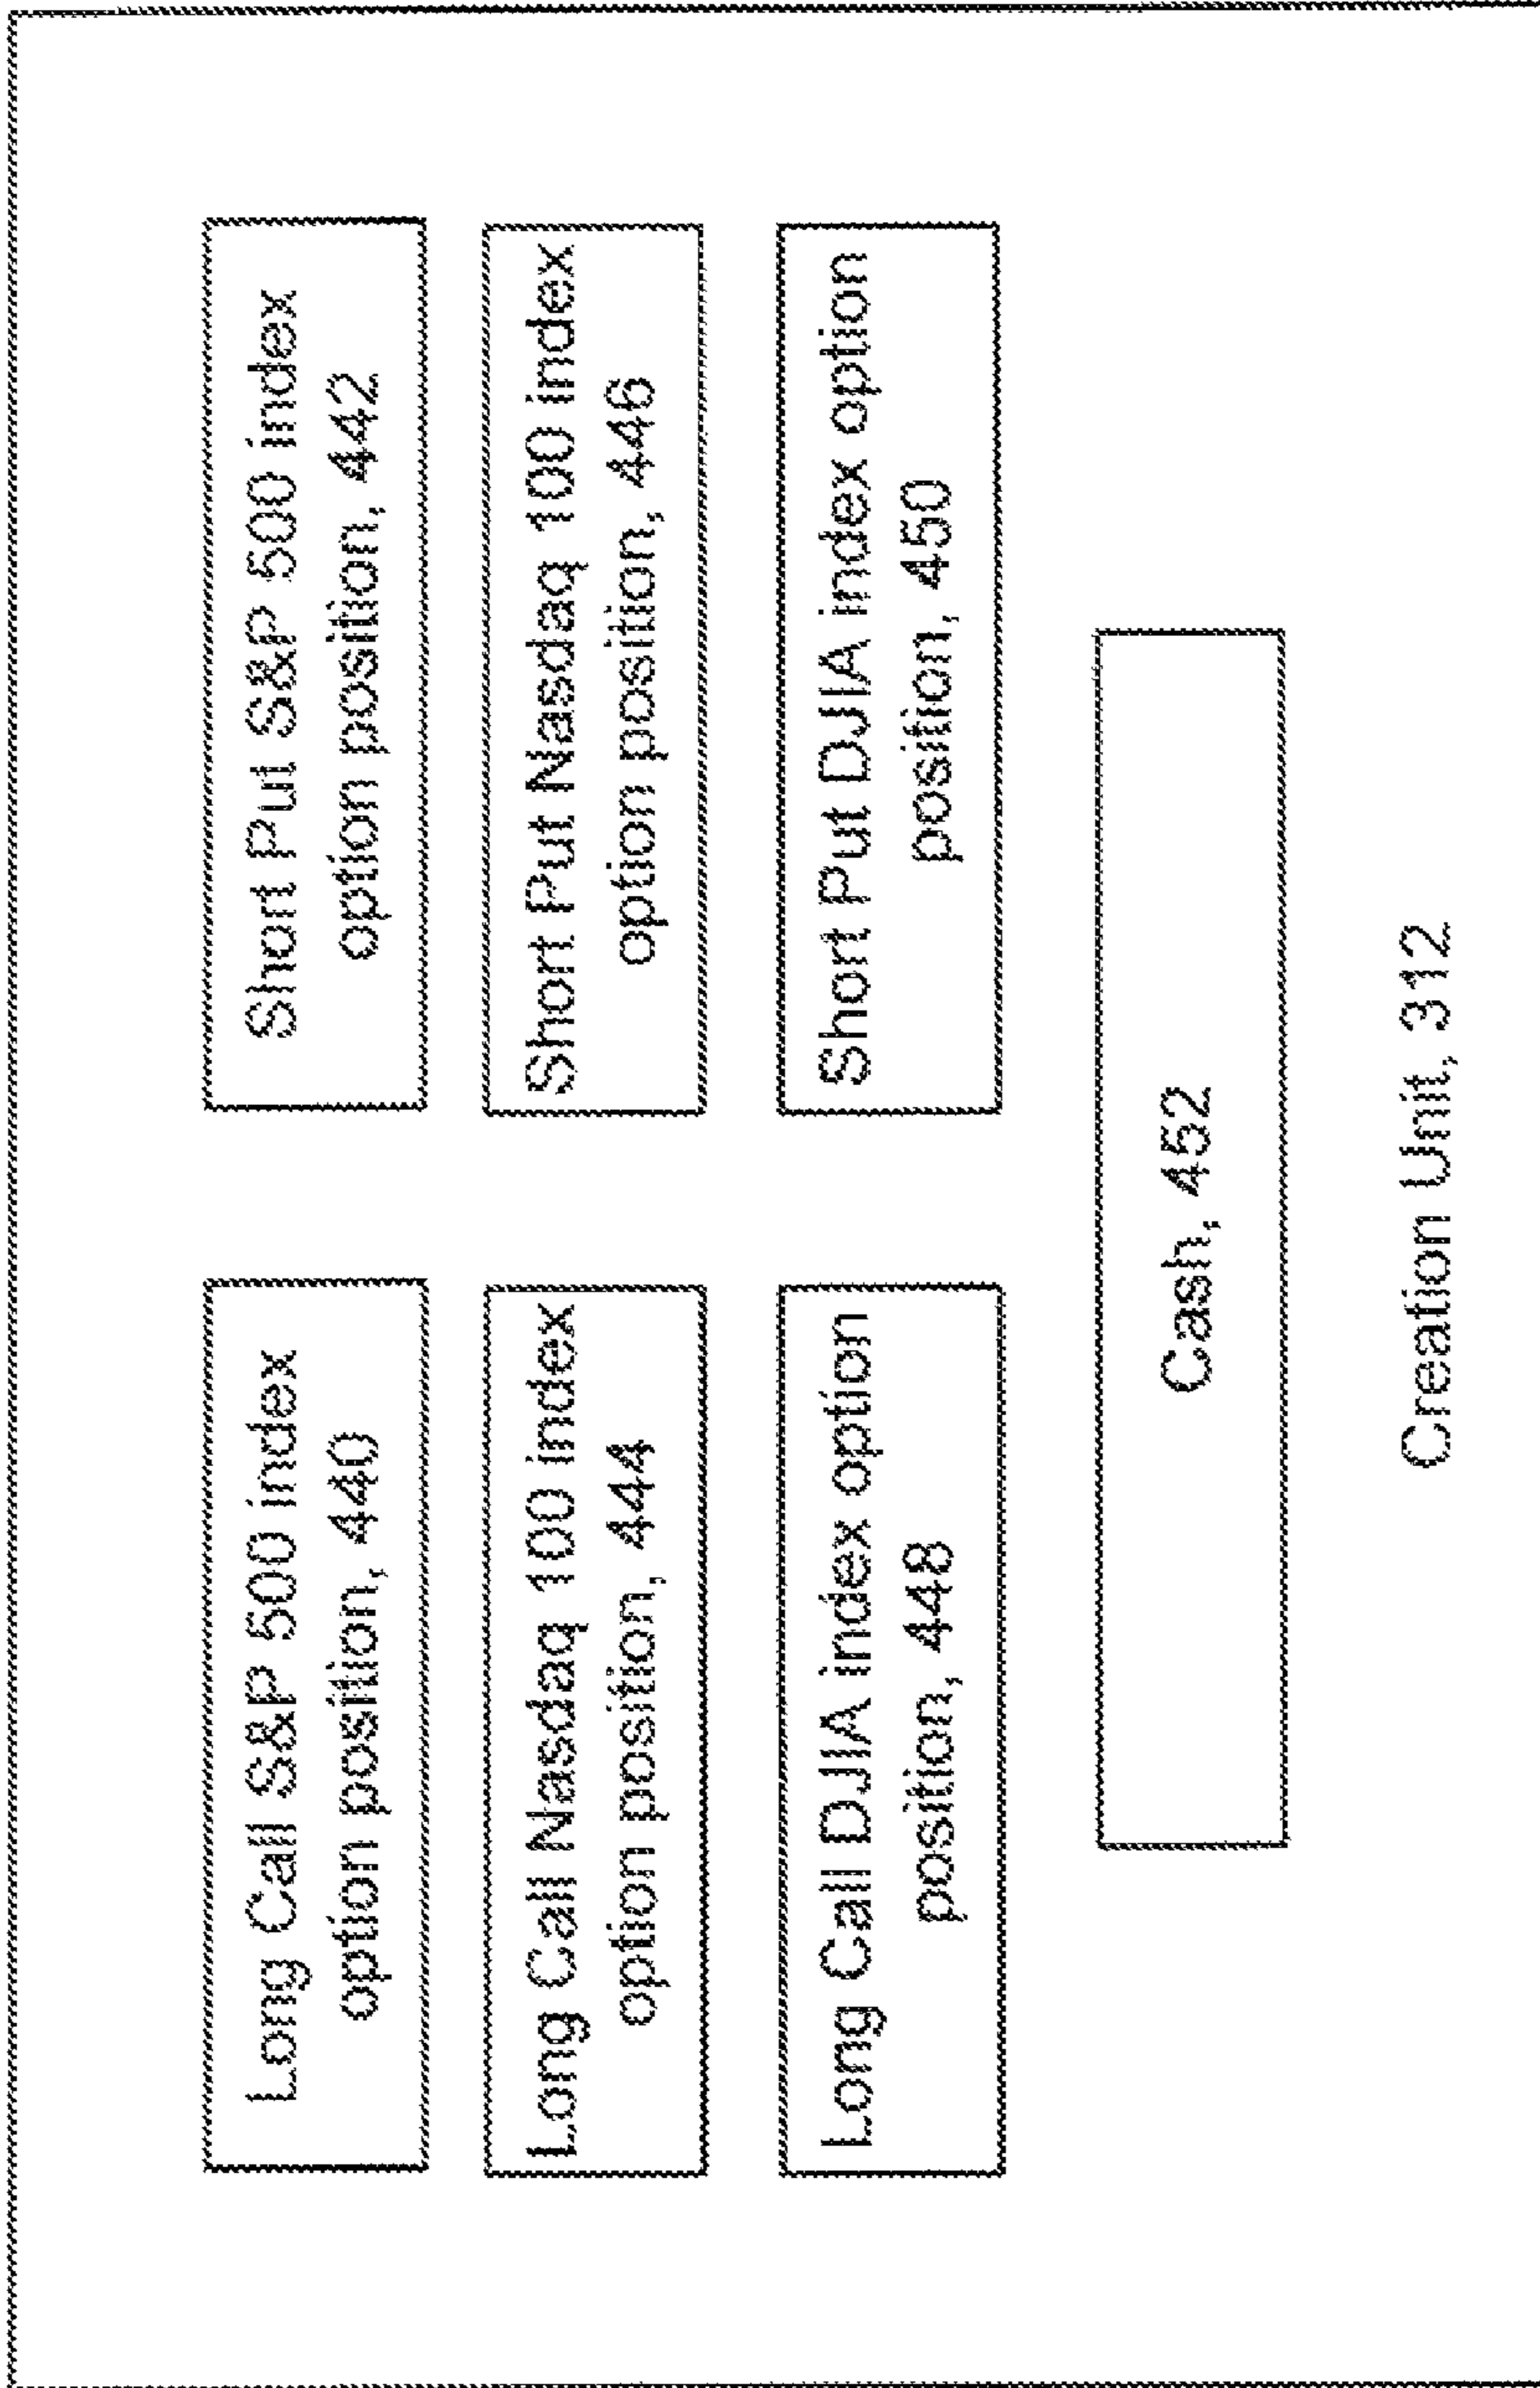 Long Call S&P 500 index
option position, 440
Short Put S&P 500 index
option position, 442
Long Call Nasdaq 100 index
option position, 444
Short Put Nasdaq 100 index
option position, 446
Long Call DJIA index option
position, 448
Short Put DJIA index option
position, 450
Cash, 452
Creation Unit, 312